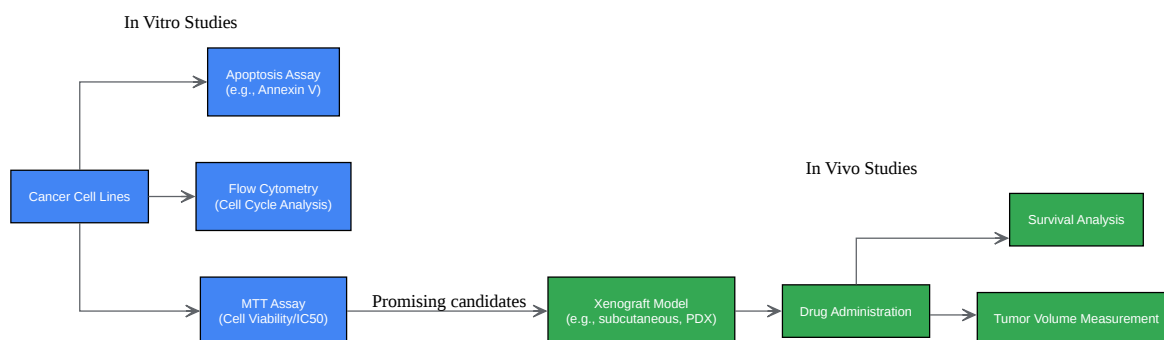 In Vitro Studies
Apoptosis Assay
(e.g., Annexin V)
Cancer Cell Lines
Flow Cytometry
(Cell Cycle Analysis)
MTT Assay
(Cell Viability/IC50)
Promising candidates
In Vivo Studies
Xenograft Model
(e.g., subcutaneous, PDX)
Drug Administration
Survival Analysis
Tumor Volume Measurement